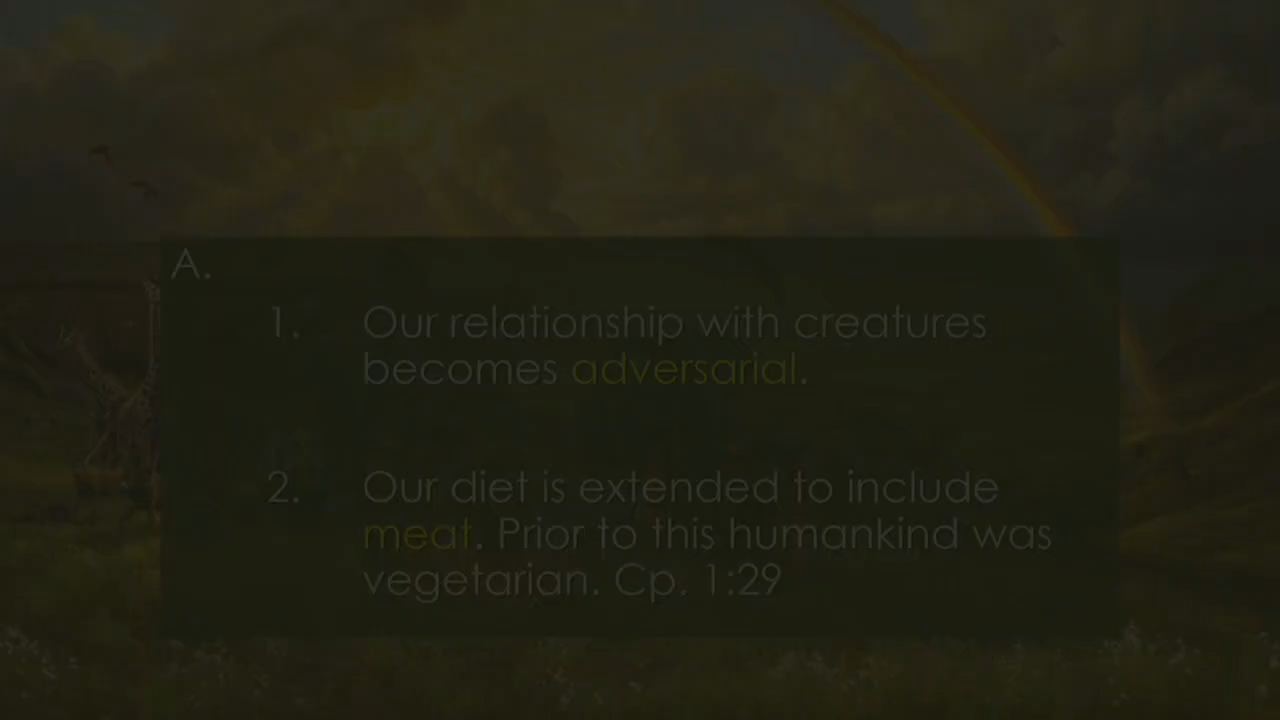 A.
1. Our relationship with creatures
becomes adversarial.
2. Our diet is extended to include
meat. Prior to this humankind was
vegetarian. Cp. 1:29